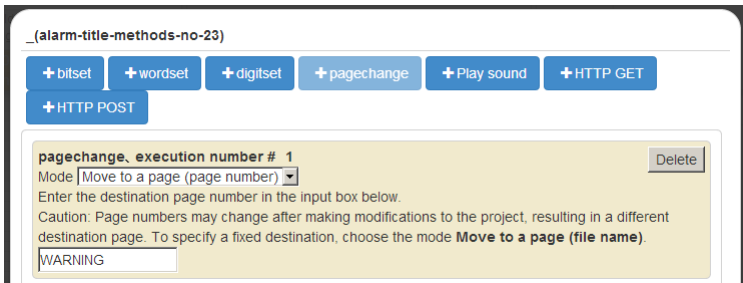 _(alarm-title-methods-no-23)
+bitset +wordset +digitset +pagechange +Play sound +HTTP GET
+HTTP POST
pagechange、execution number # 1 Delete
Mode Move to a page (page number)
Enter the destination page number in the input box below.
Caution: Page numbers may change after making modifications to the project, resulting in a different
destination page. To specify a fixed destination, choose the mode Move to a page (file name).
WARNING